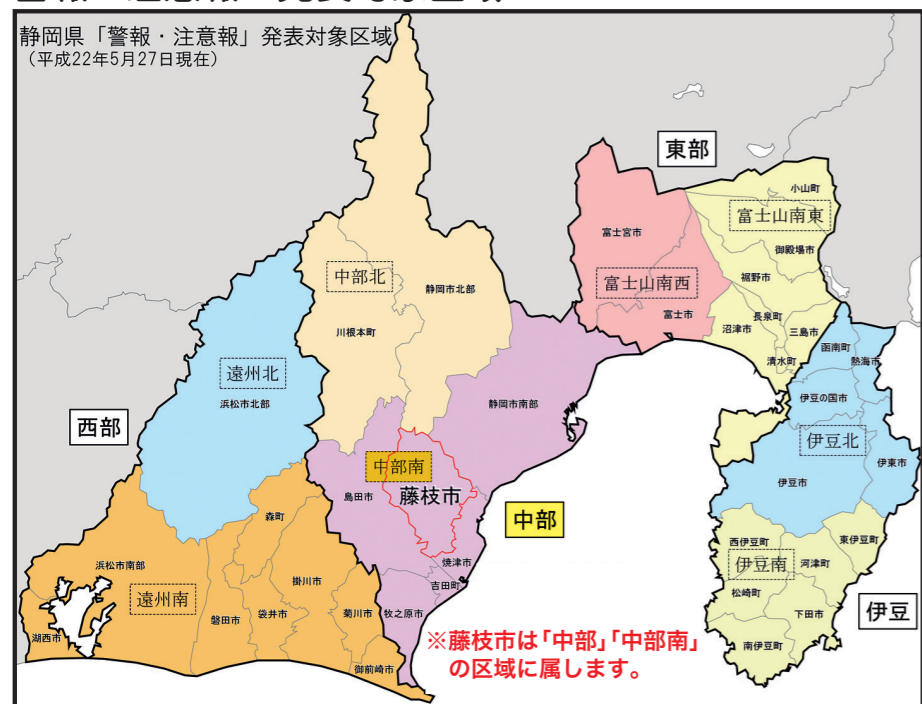 静岡県「警報・注意報」発表対象区域
（平成22年5月27日現在）
東部
小山町
富士山南東
御殿場市
富士宮市
裾野市
富士山南西
富士市
長泉町
沼津市
三島市
清水町
中部北
静岡市北部
川根本町
函南町
熱海市
伊豆の国市
伊豆北
伊東市
伊豆市
遠州北
浜松市北部
西部
静岡市南部
中部南
島田市
藤枝市
中部
焼津市
吉田町
牧之原市
森町
浜松市南部
掛川市
遠州南
磐田市
袋井市
菊川市
湖西市
御前崎市
西伊豆町
東伊豆町
伊豆南
河津町
松崎町
下田市
南伊豆町
伊豆
※藤枝市は「中部」「中部南」
の区域に属します。